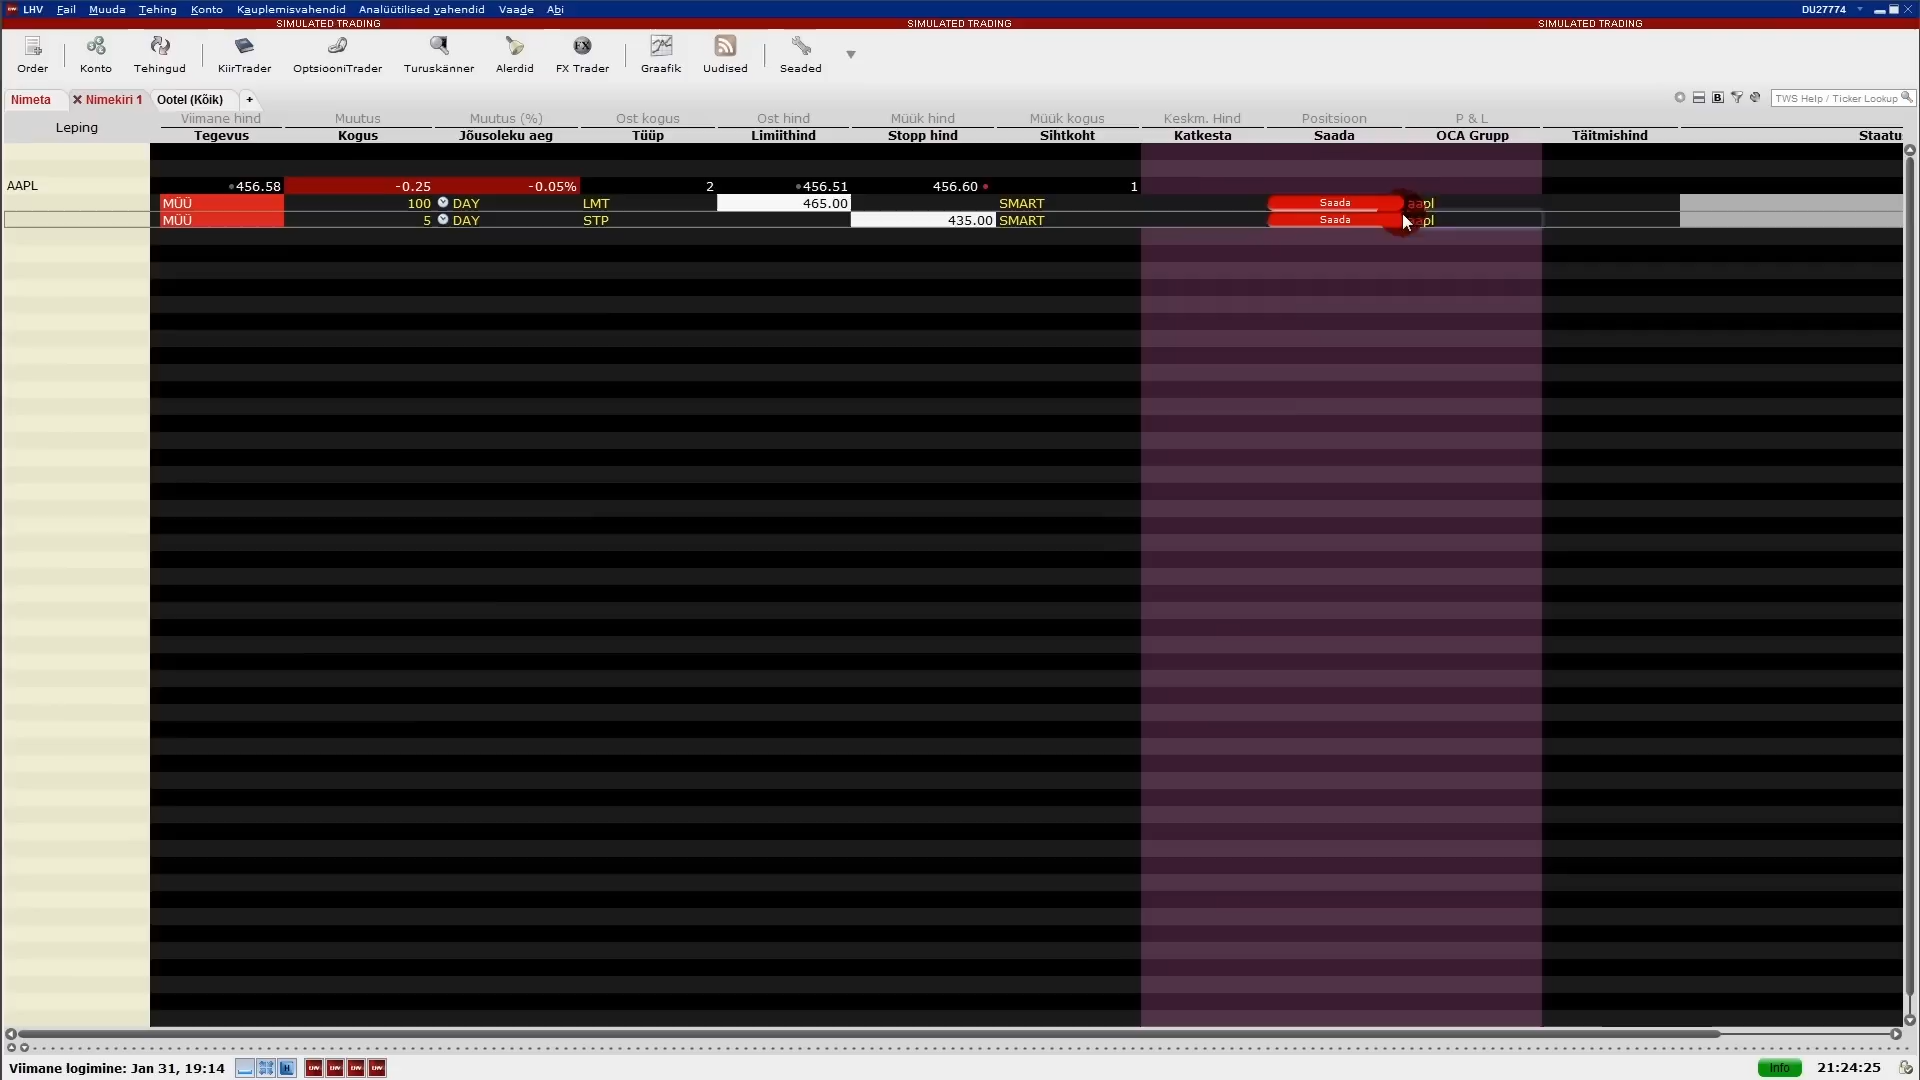 LHV Fail Muuda Tehing Konto Kauplemisvahendid Analüütilised vahendid Vaade Abi DU27774
SIMULATED TRADING SIMULATED TRADING SIMULATED TRADING
Order Konto Tehingud KiirTrader OptsiooniTrader Turuskänner Alerdid FX Trader Graafik Uudised Seaded
Nimeta Nimekiri 1 Ootel (Kõik) + B TWS Help / Ticker Lookup
Leping Viimane hind Muutus Muutus (%) Ost kogus Ost hind Müük hind Müük kogus Keskm. Hind Positsioon P & L
Tegevus Kogus Jõusoleku aeg Tüüp Limiithind Stopp hind Sihtkoht Katkesta Saada OCA Grupp Täitmishind Staatu
AAPL 456.58 -0.25 -0.05% 2 456.51 456.60 1
MÜÜ 100 DAY LMT 465.00 SMART Saada aapl
MÜÜ 5 DAY STP 435.00 SMART Saada
Viimane logimine: Jan 31, 19:14 Info 21:24:25